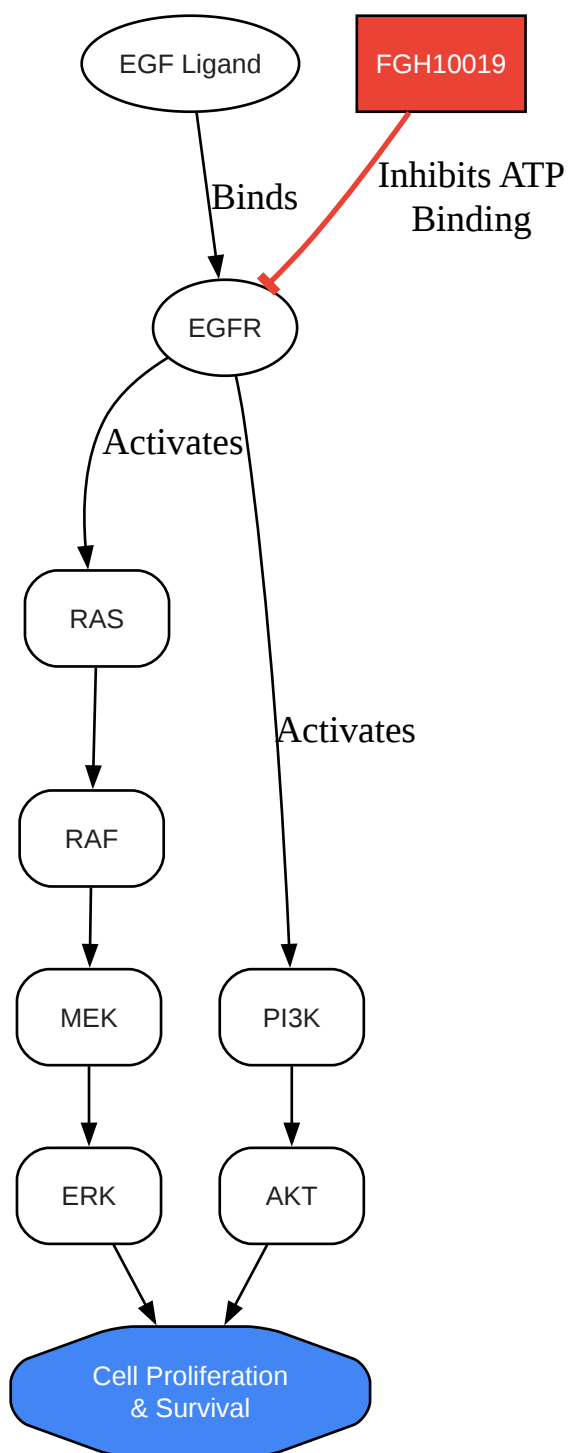 EGF Ligand
FGH10019
Binds
Inhibits ATP
Binding
EGFR
Activates
RAS
Activates
RAF
MEK
PI3K
ERK
AKT
Cell Proliferation
& Survival